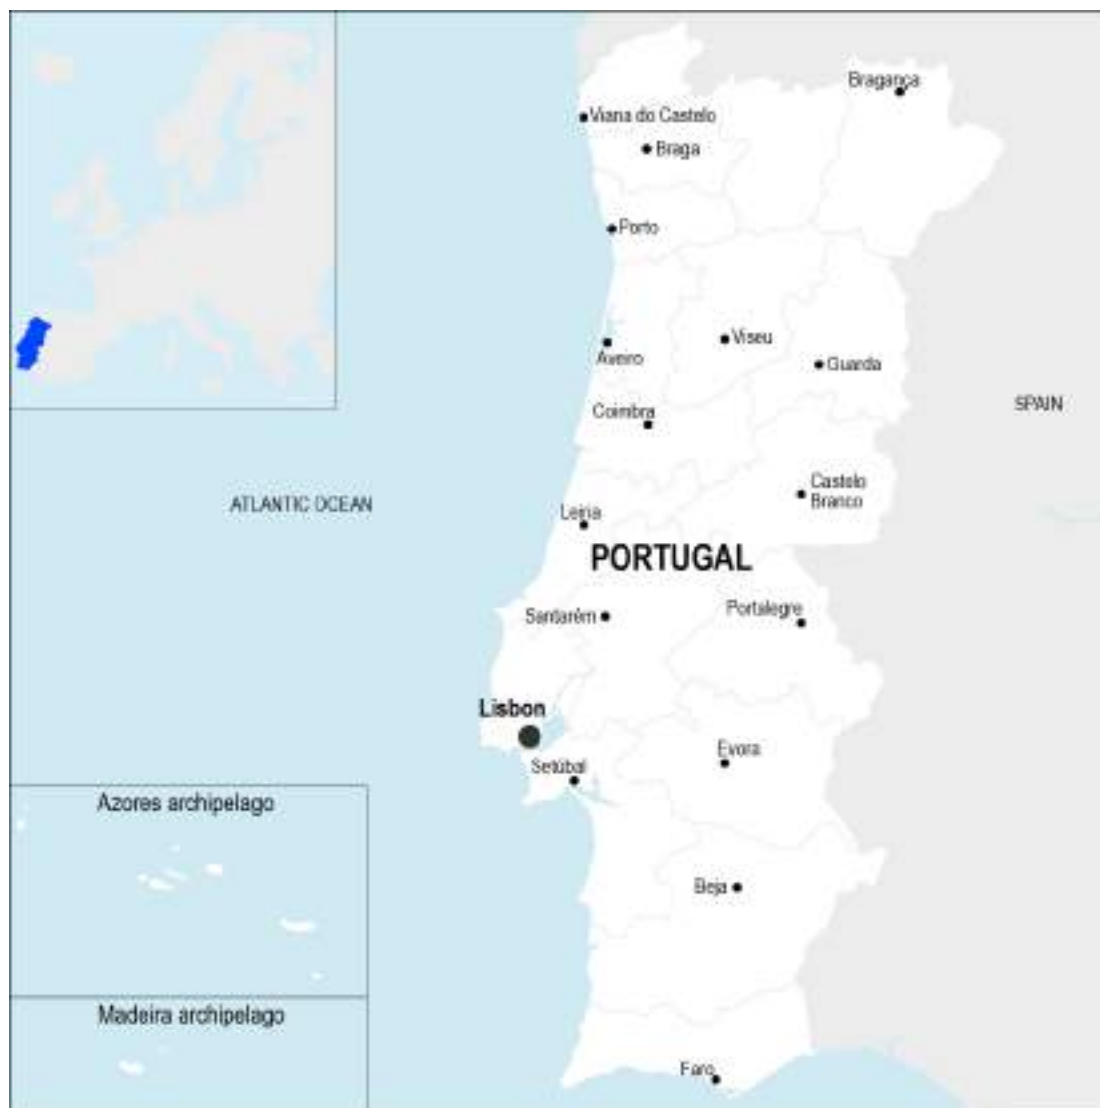 Bragança
Viana do Castelo
Braga
Porto
Viseu
Aveiro
Guarda
SPAIN
Coimbra
Castelo
Branco
ATLANTIC OCEAN
Leiria
PORTUGAL
Portalegre
Santarém
Lisbon
Evora
Setúbal
Azores archipelago
Beja
Madeira archipelago
Faro